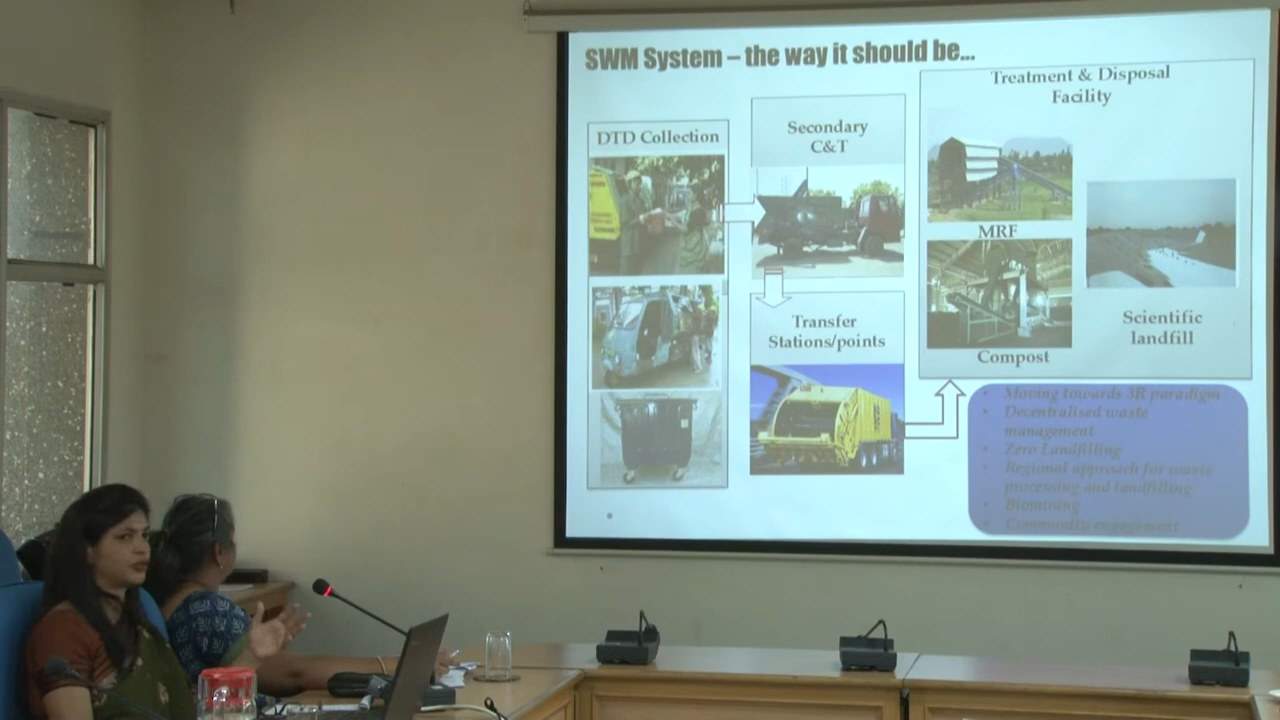 SWM System – the way it should be...
DTD Collection
Secondary
C&T
Transfer
Stations/points
Treatment & Disposal
Facility
MRF
Compost
Scientific
landfill
• Moving towards 3R paradigm
• Decentralised waste
management
• Zero Landfilling
• Regional approach for waste
processing and landfilling
• Biomining
• Community engagement